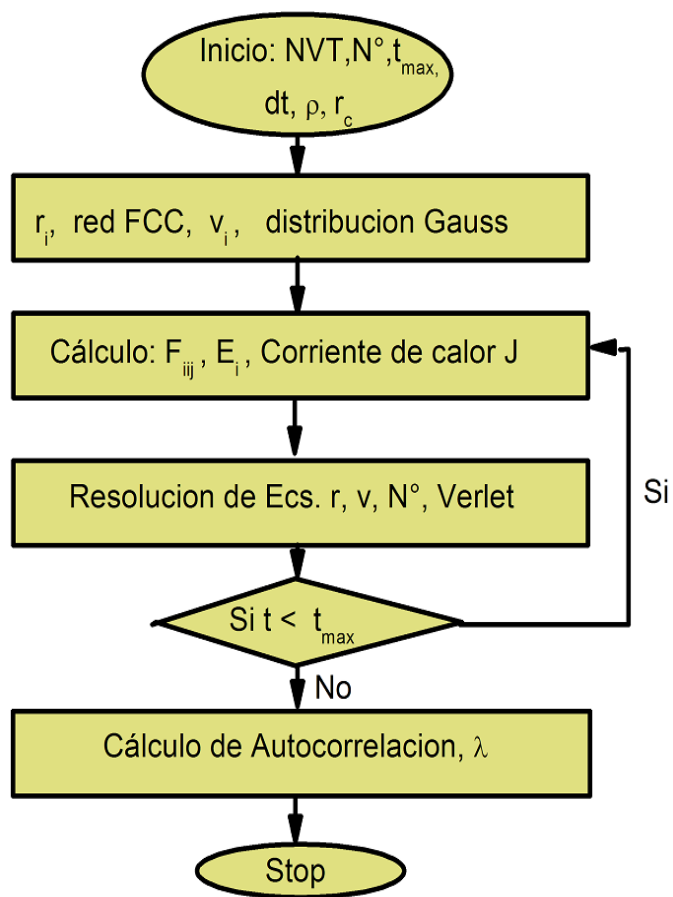 Inicio: NVT,N°,tmax,
dt, ρ, rc
ri, red FCC, vi, distribucion Gauss
Cálculo: Fiij, Ei, Corriente de calor J
Resolucion de Ecs. r, v, N°, Verlet
Si
Si t < tmax
No
Cálculo de Autocorrelacion, λ
Stop